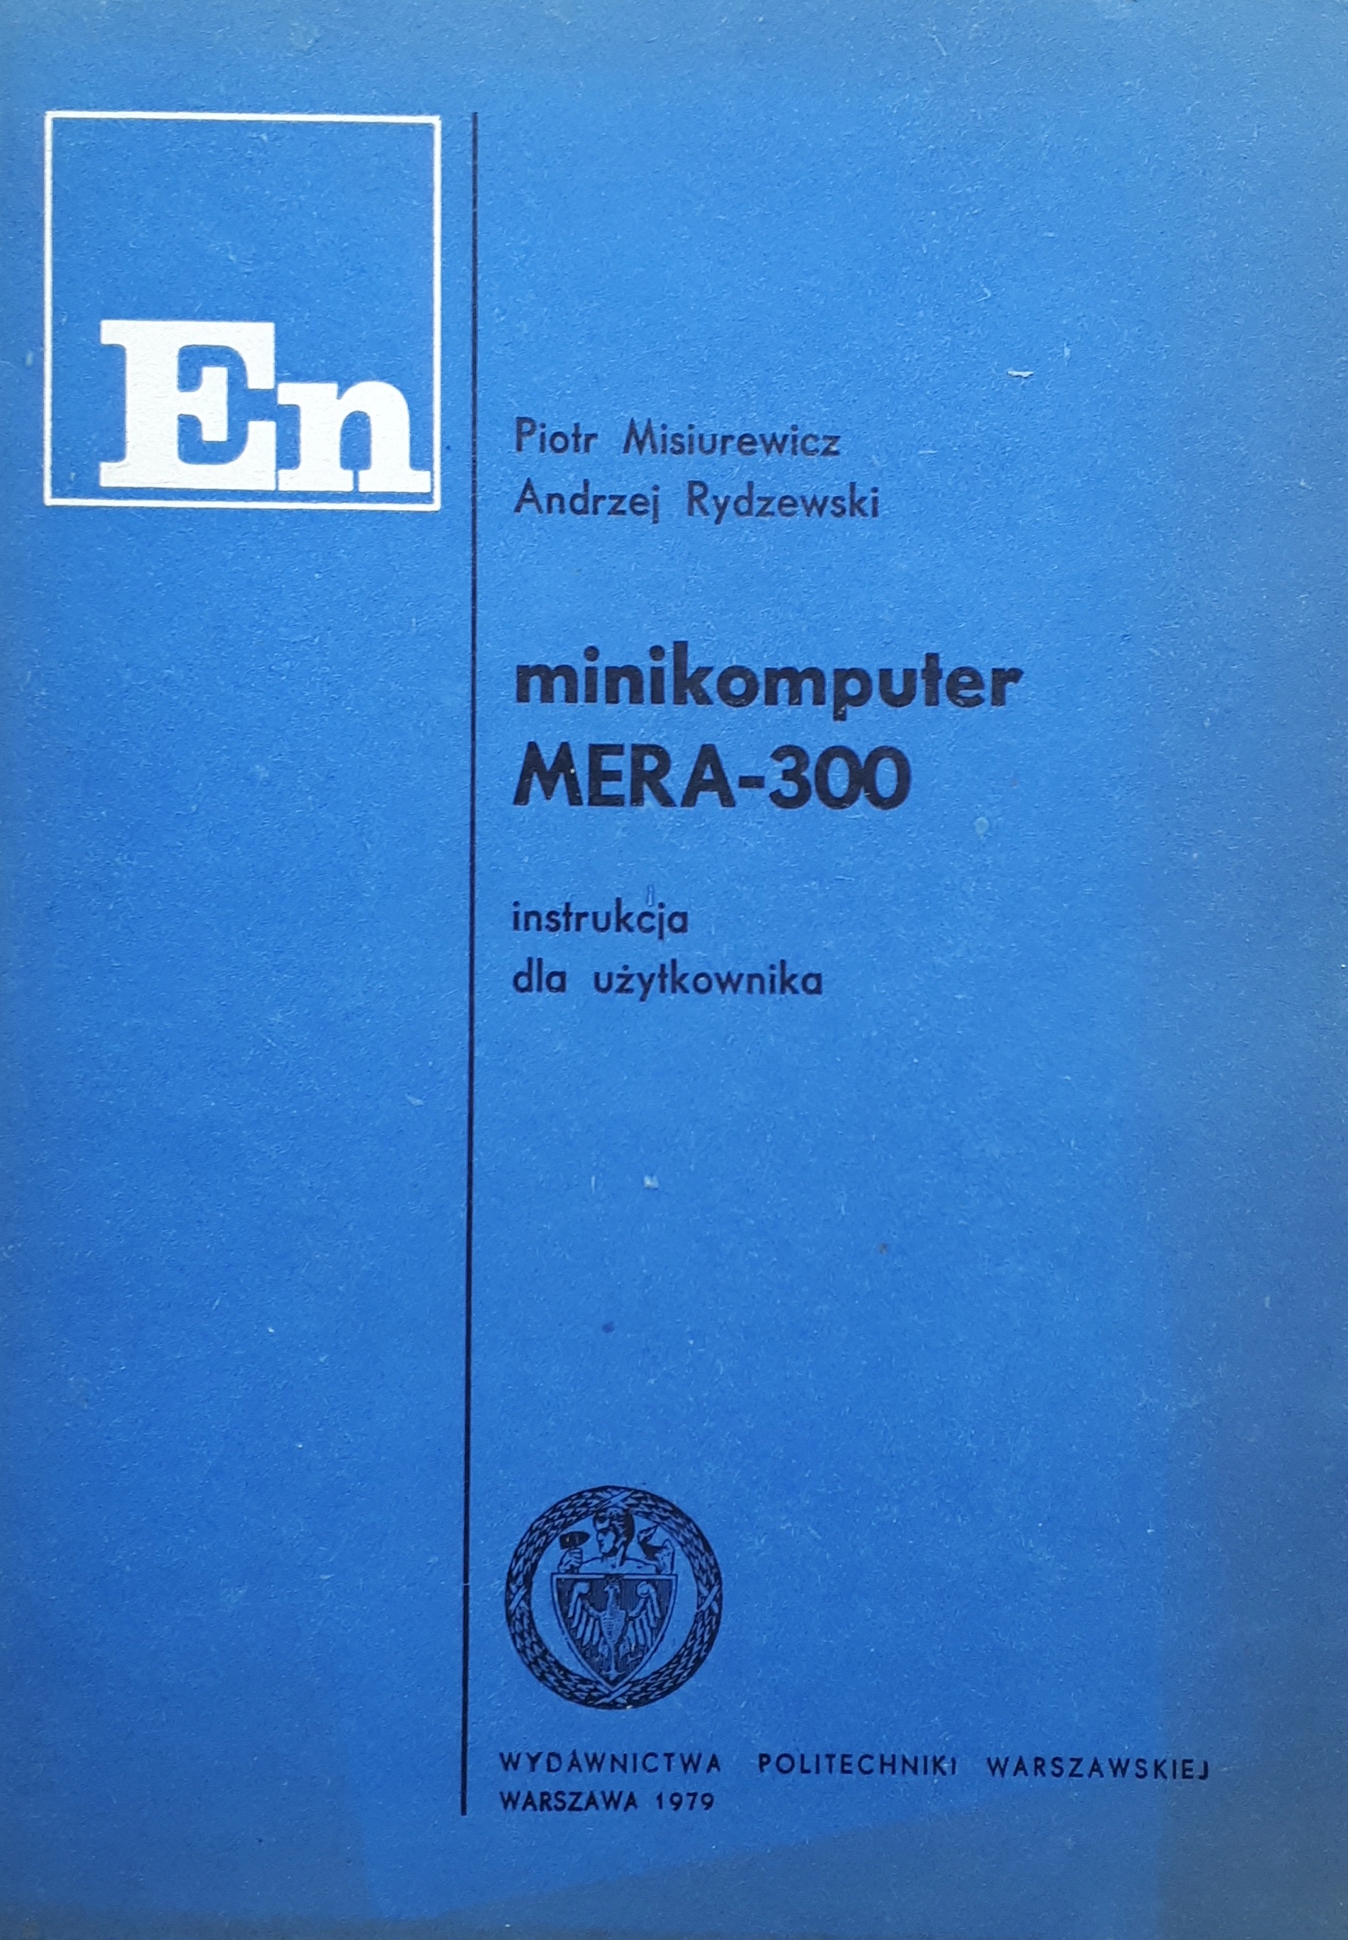 En
Piotr Misiurewicz
Andrzej Rydzewski
minikomputer
MERA-300
instrukcja
dla użytkownika
WYDAWNICTWA POLITECHNIKI WARSZAWSKIEJ
WARSZAWA 1979